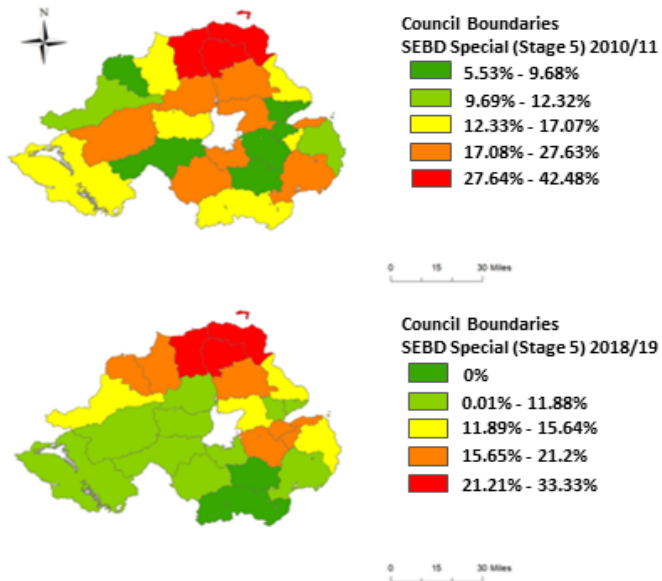 N
Council Boundaries
SEBD Special (Stage 5) 2010/11
5.53% - 9.68%
9.69% - 12.32%
12.33% - 17.07%
17.08% - 27.63%
27.64% - 42.48%
0 15 30 Miles
Council Boundaries
SEBD Special (Stage 5) 2018/19
0%
0.01% - 11.88%
11.89% - 15.64%
15.65% - 21.2%
21.21% - 33.33%
0 15 30 Miles